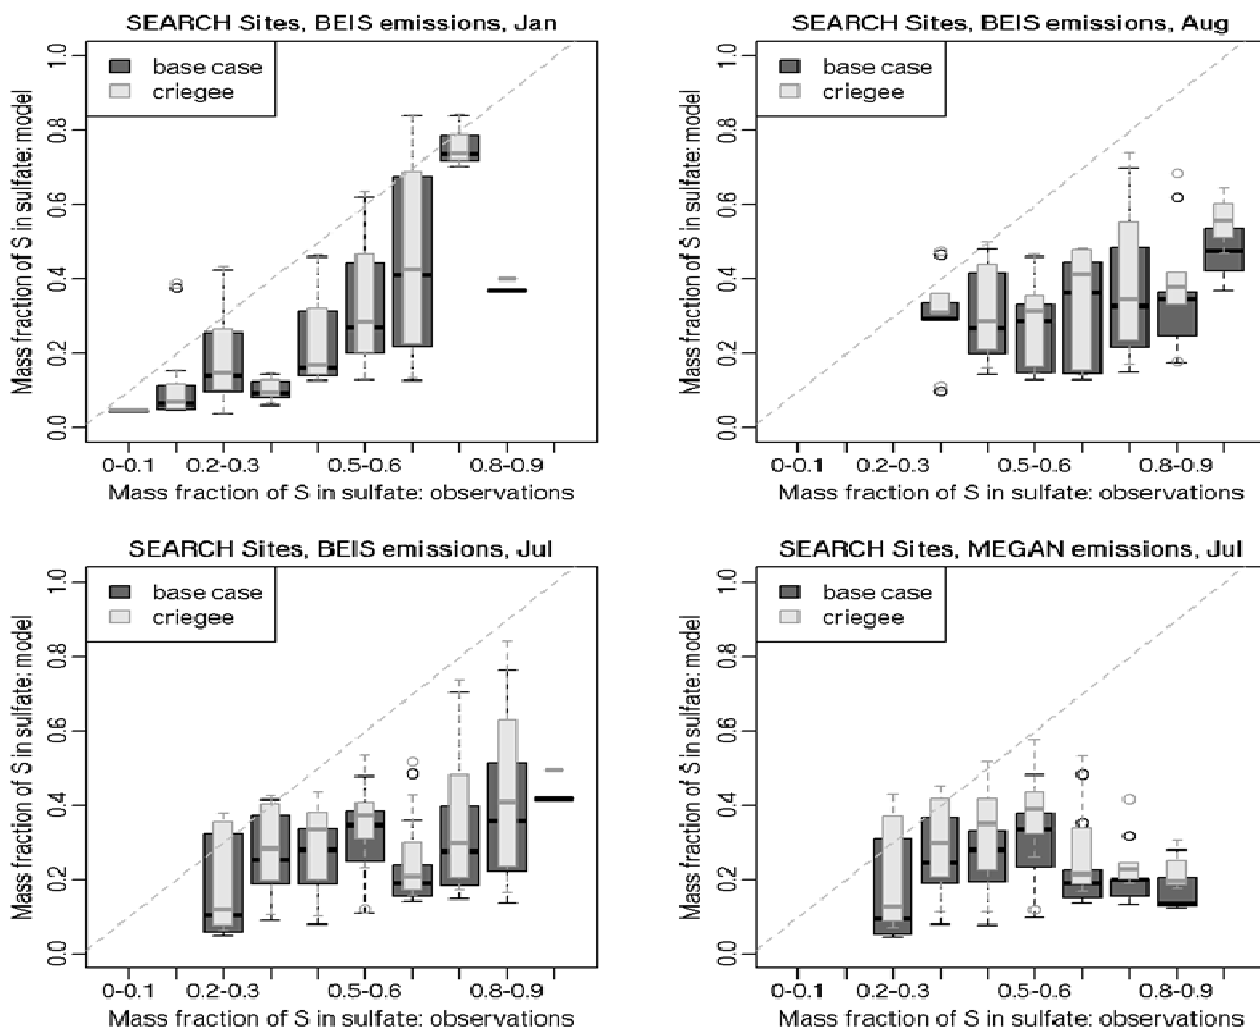 SEARCH Sites, BEIS emissions, Jan
base case
criegee
Mass fraction of S in sulfate: model
0.0 0.2 0.4 0.6 0.8 1.0
0-0.1 0.2-0.3 0.5-0.6 0.8-0.9
Mass fraction of S in sulfate: observations
SEARCH Sites, BEIS emissions, Aug
base case
criegee
Mass fraction of S in sulfate: model
0.0 0.2 0.4 0.6 0.8 1.0
0-0.1 0.2-0.3 0.5-0.6 0.8-0.9
Mass fraction of S in sulfate: observations
SEARCH Sites, BEIS emissions, Jul
base case
criegee
Mass fraction of S in sulfate: model
0.0 0.2 0.4 0.6 0.8 1.0
0-0.1 0.2-0.3 0.5-0.6 0.8-0.9
Mass fraction of S in sulfate: observations
SEARCH Sites, MEGAN emissions, Jul
base case
criegee
Mass fraction of S in sulfate: model
0.0 0.2 0.4 0.6 0.8 1.0
0-0.1 0.2-0.3 0.5-0.6 0.8-0.9
Mass fraction of S in sulfate: observations